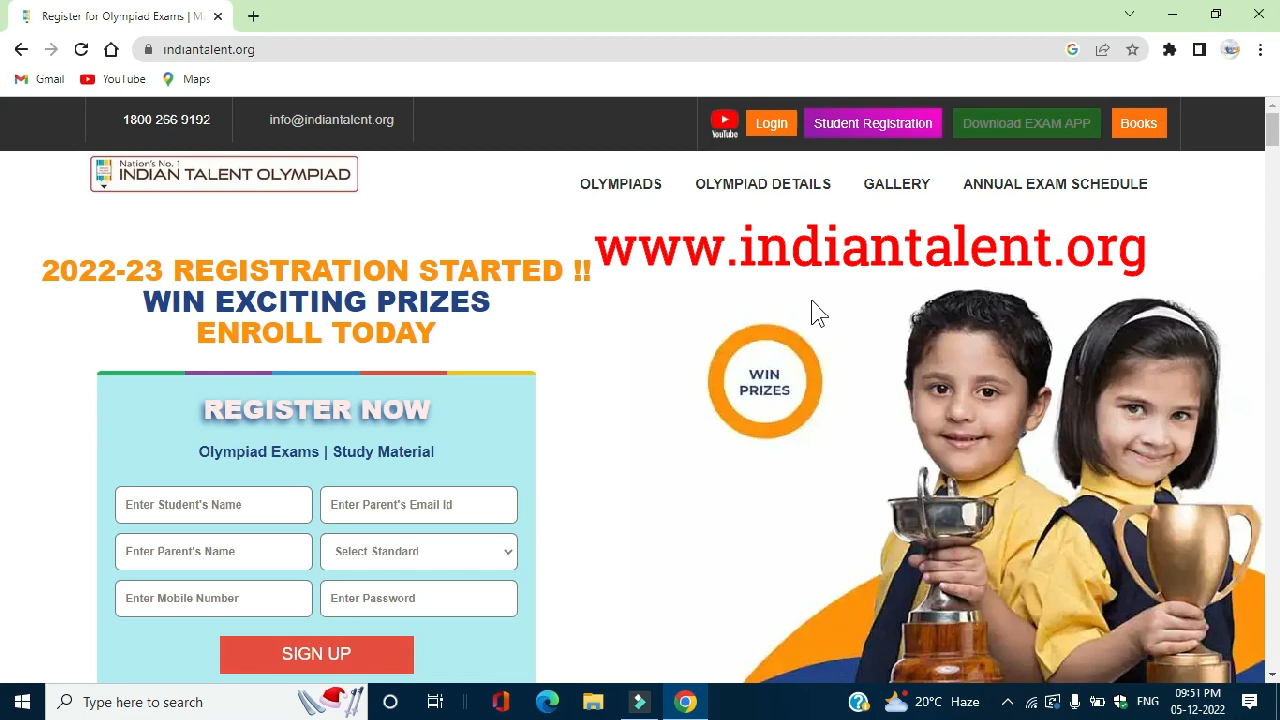 Register for Olympiad Exams | M
indiantalent.org
Gmail YouTube Maps
1800 266 9192 info@indiantalent.org YouTube Login Student Registration Download EXAM APP Books
Nation's No. 1
INDIAN TALENT OLYMPIAD
OLYMPIADS OLYMPIAD DETAILS GALLERY ANNUAL EXAM SCHEDULE
www.indiantalent.org
2022-23 REGISTRATION STARTED !!
WIN EXCITING PRIZES
ENROLL TODAY
WIN
PRIZES
REGISTER NOW
Olympiad Exams | Study Material
Enter Student's Name Enter Parent's Email Id
Enter Parent's Name Select Standard
Enter Mobile Number Enter Password
SIGN UP
Type here to search 20°C Haze ENG 09:51 PM
05-12-2022